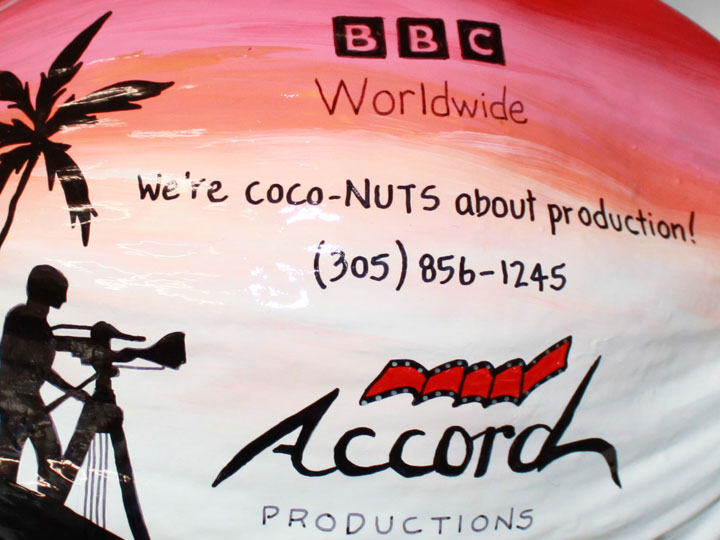 BBC
Worldwide
We're COCO-NUTS about production!
(305) 856-1245
Accord
PRODUCTIONS